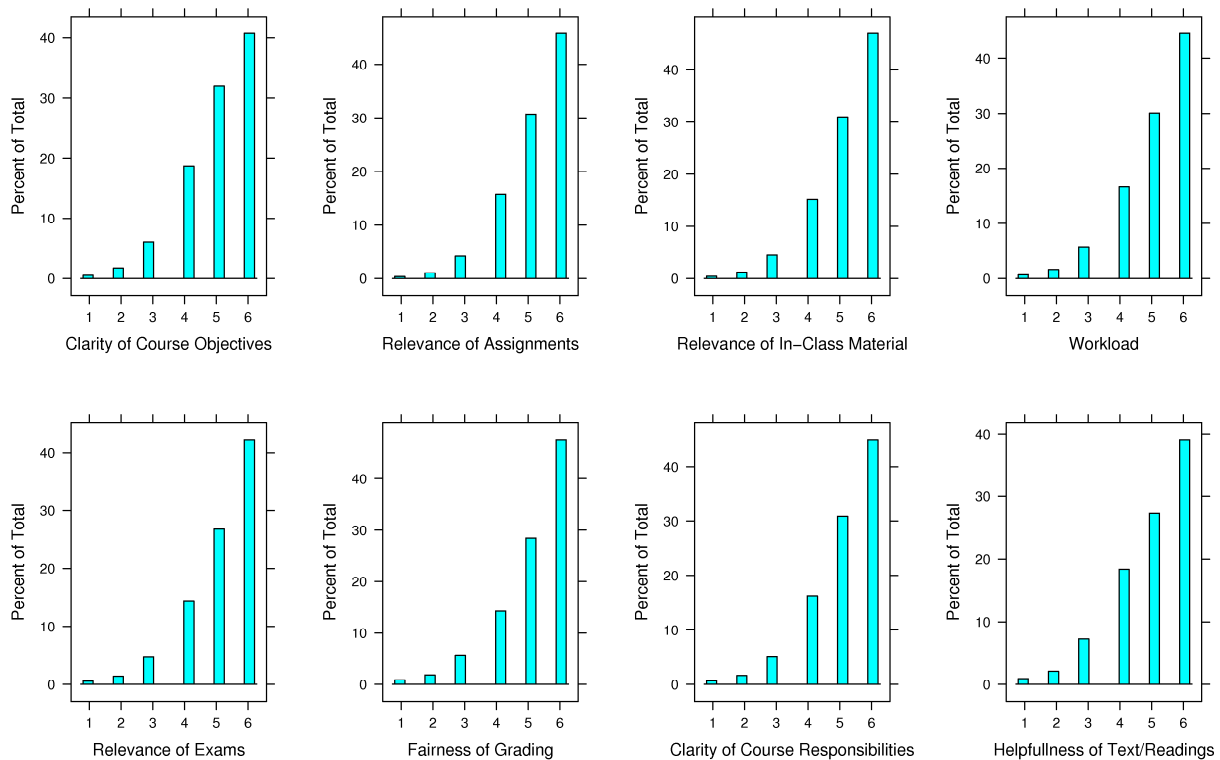 Percent of Total
40
30
20
10
0
1 2 3 4 5 6
Clarity of Course Objectives
Percent of Total
40
30
20
10
0
1 2 3 4 5 6
Relevance of Assignments
Percent of Total
40
30
20
10
0
1 2 3 4 5 6
Relevance of In−Class Material
Percent of Total
40
30
20
10
0
1 2 3 4 5 6
Workload
Percent of Total
40
30
20
10
0
1 2 3 4 5 6
Relevance of Exams
Percent of Total
40
30
20
10
0
1 2 3 4 5 6
Fairness of Grading
Percent of Total
40
30
20
10
0
1 2 3 4 5 6
Clarity of Course Responsibilities
Percent of Total
40
30
20
10
0
1 2 3 4 5 6
Helpfullness of Text/Readings